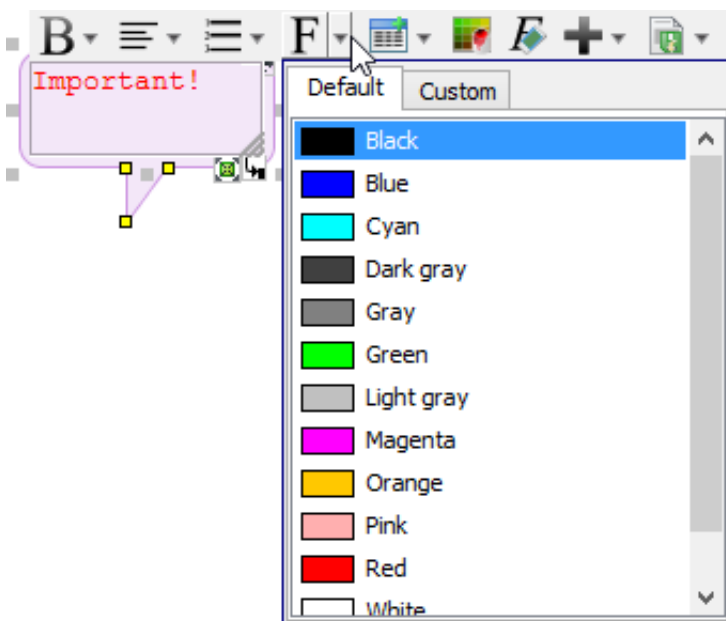 B F F
Important!
Default Custom
Black
Blue
Cyan
Dark gray
Gray
Green
Light gray
Magenta
Orange
Pink
Red
White